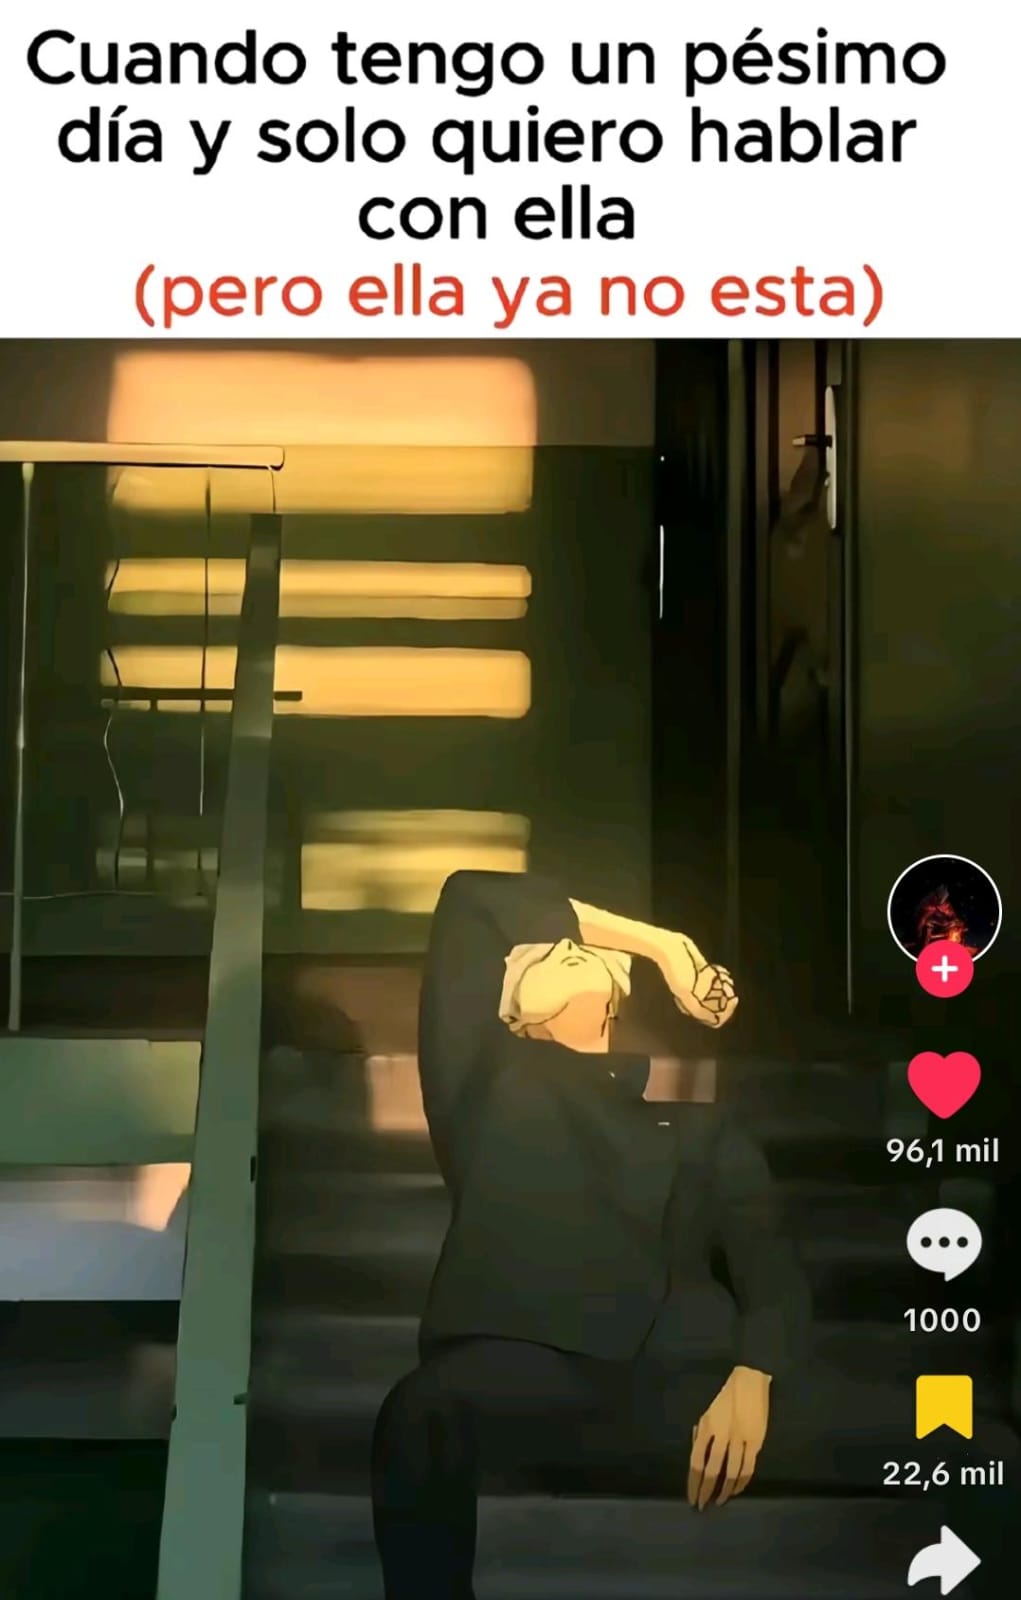 Cuando tengo un pésimo
día y solo quiero hablar
con ella
(pero ella ya no esta)
96,1 mil
1000
22,6 mil